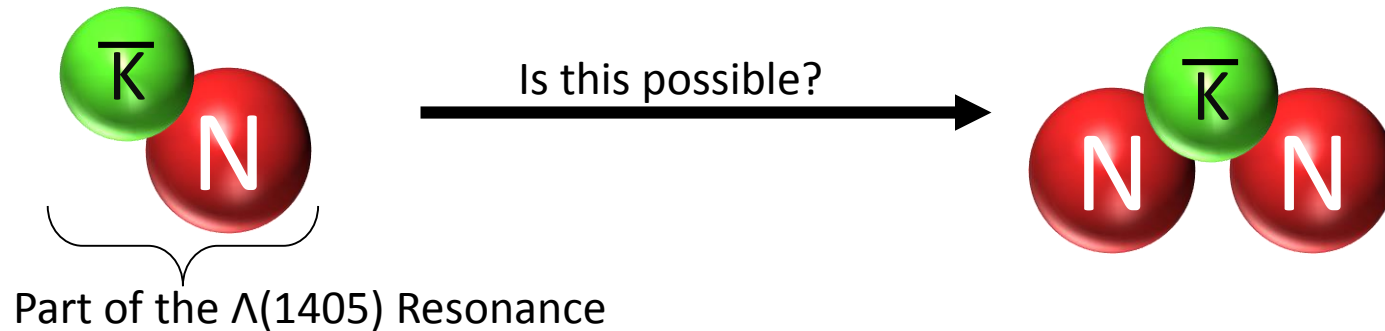 K̅
N
Is this possible?
K̅
N N
Part of the Λ(1405) Resonance